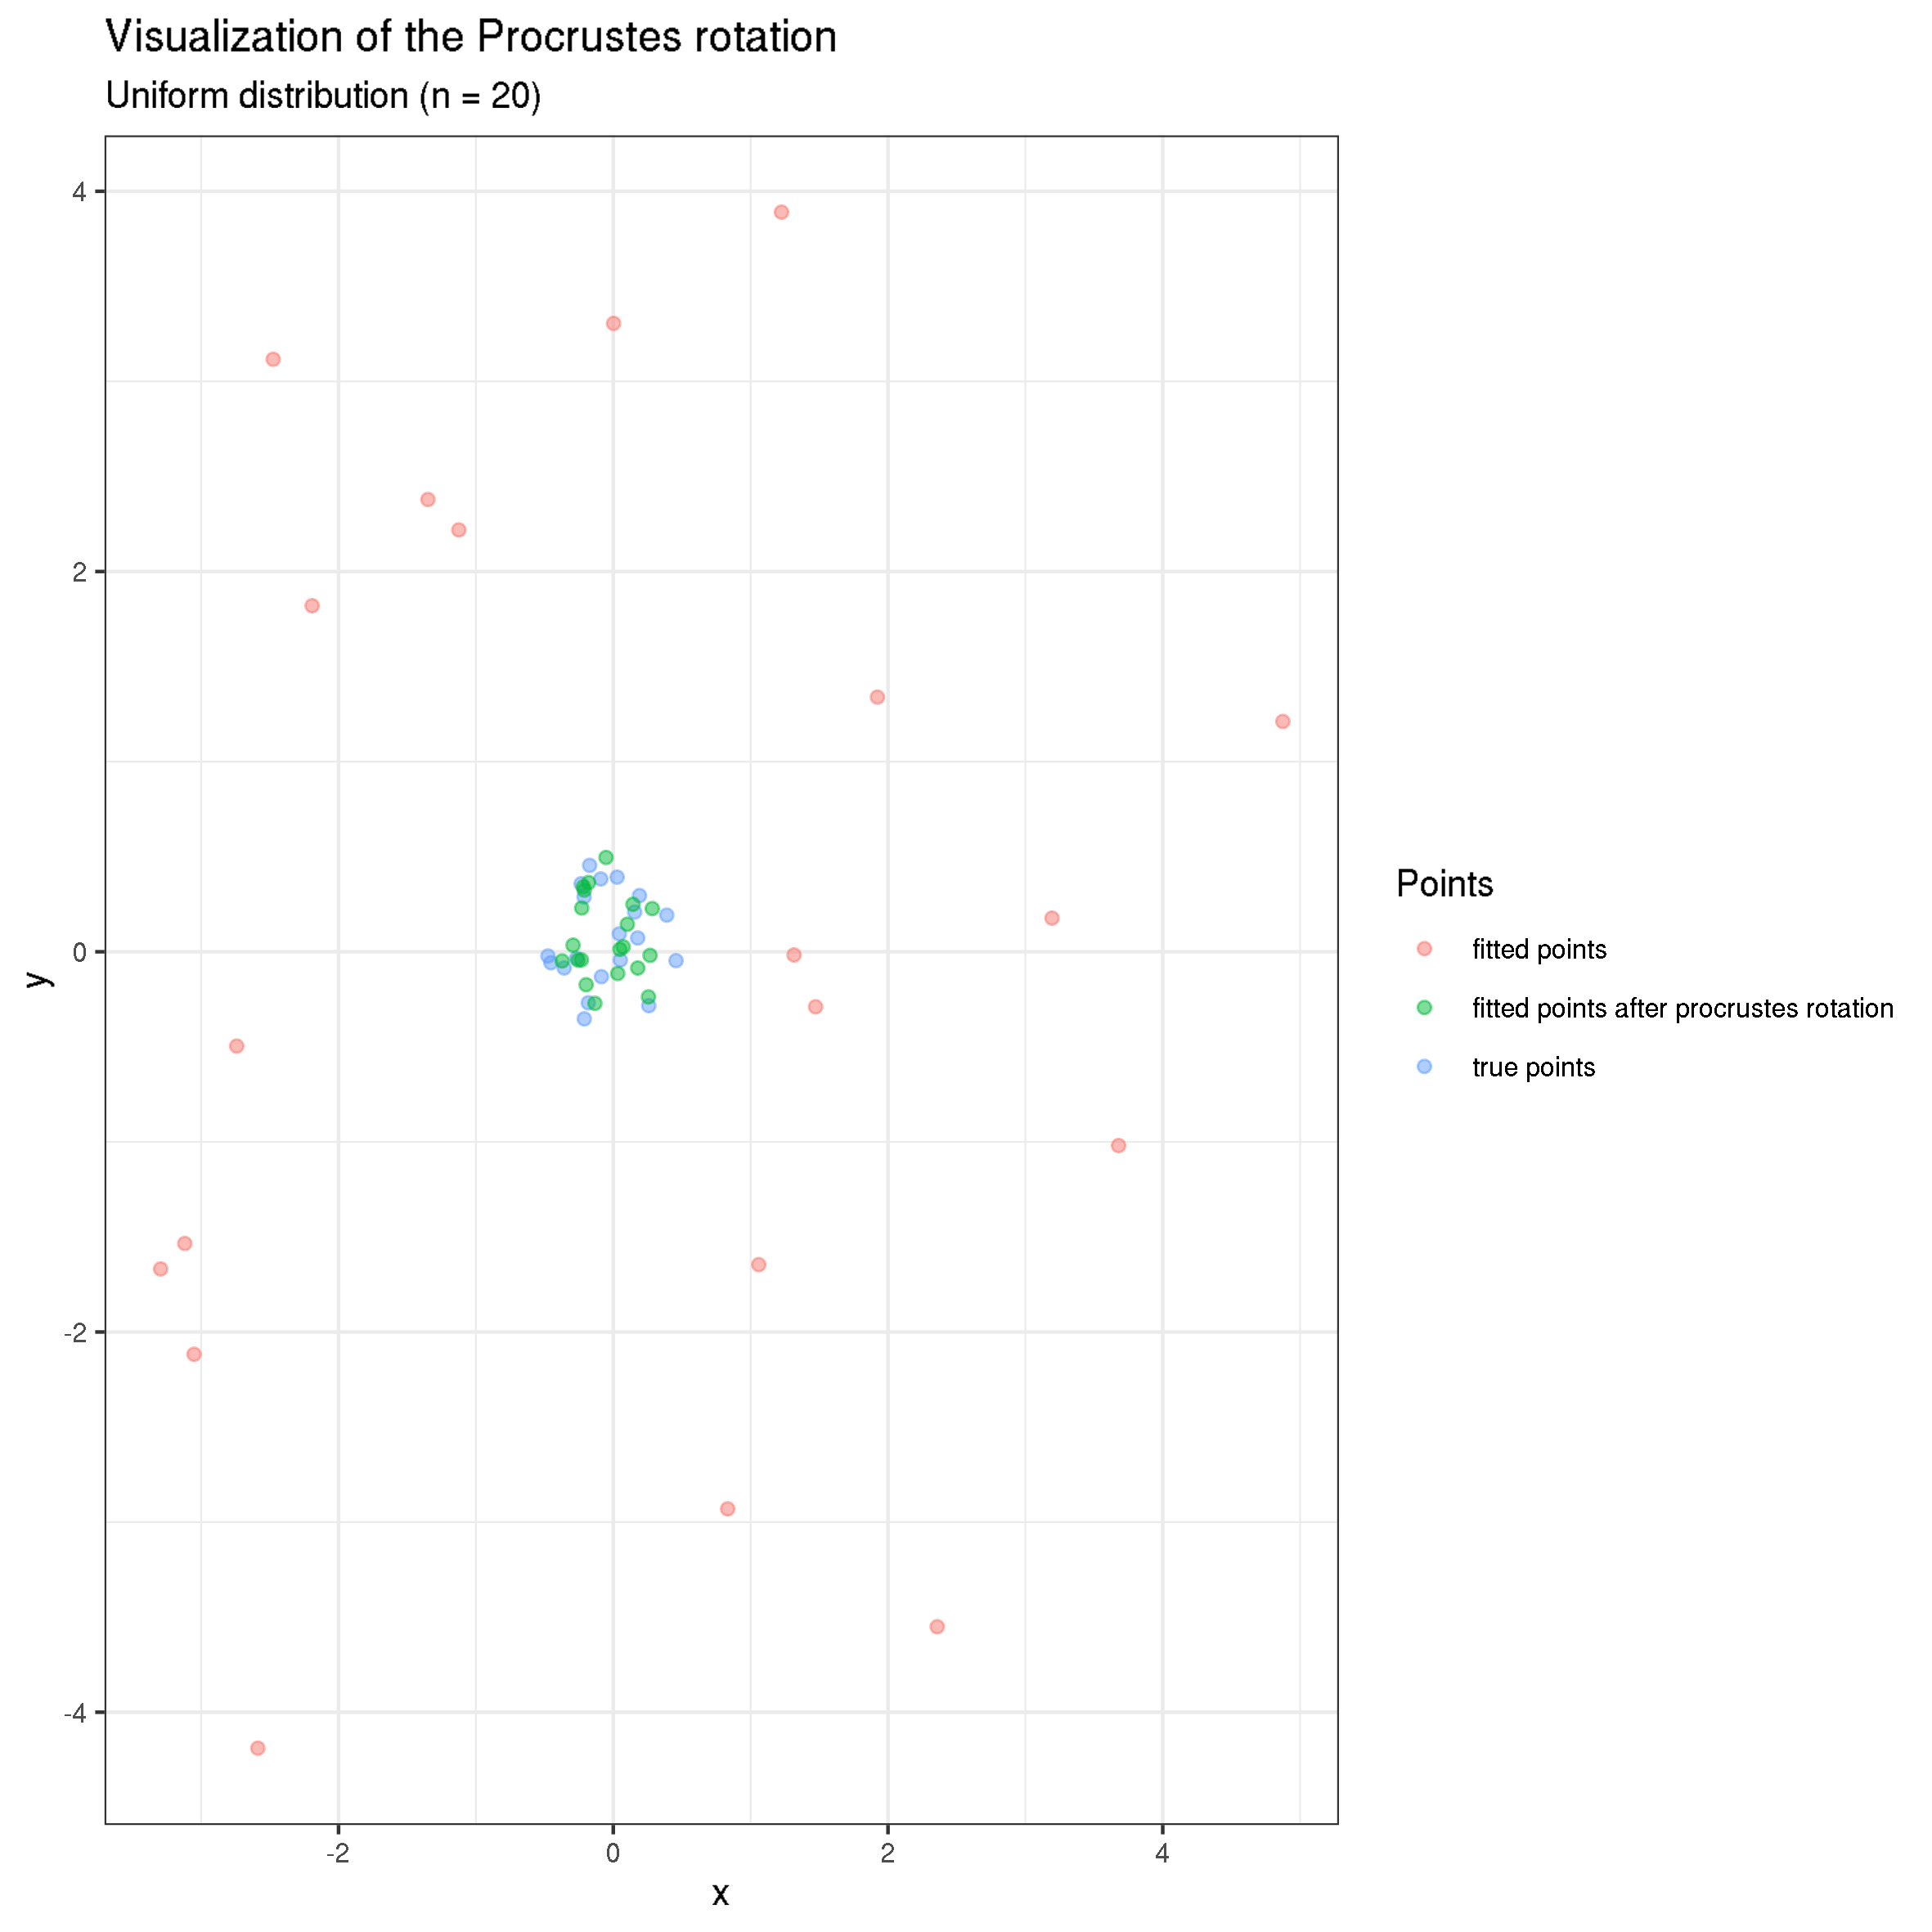 Visualization of the Procrustes rotation
Uniform distribution (n = 20)
4
2
0
-2
-4
y
-2
0
2
4
x
Points
fitted points
fitted points after procrustes rotation
true points